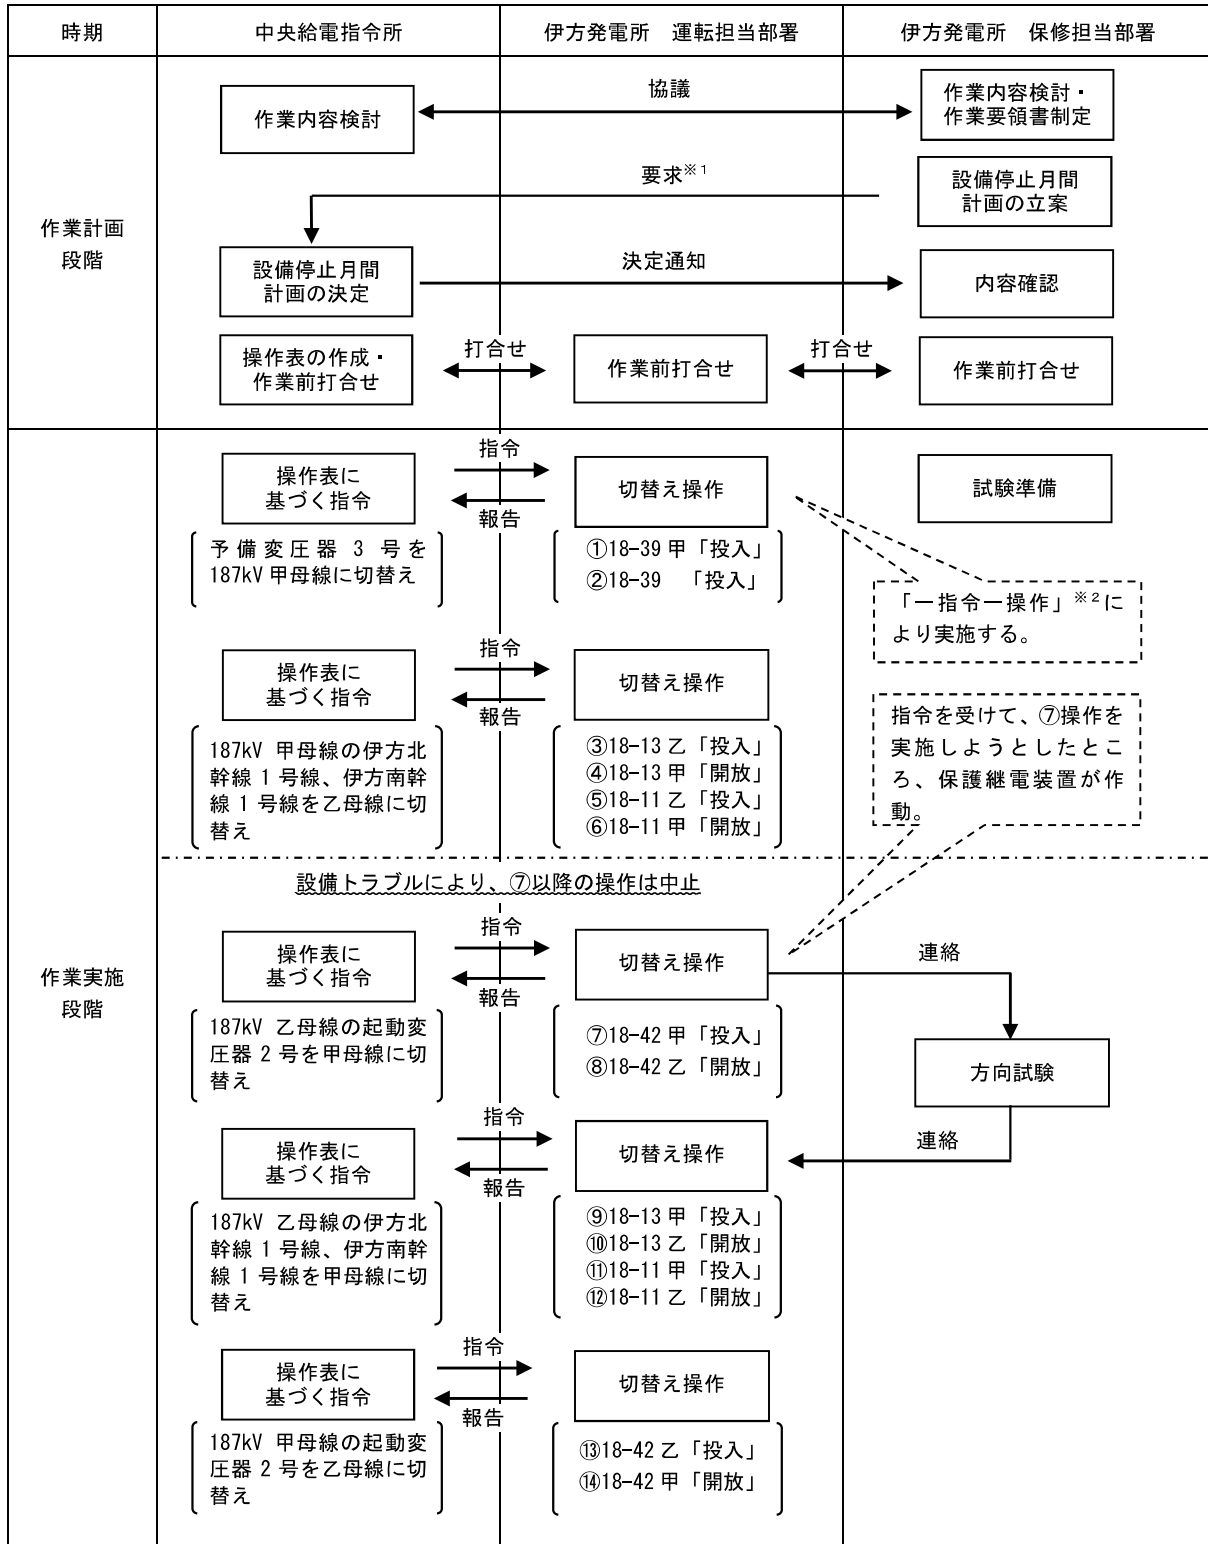 時期
中央給電指令所
伊方発電所 運転担当部署
伊方発電所 保修担当部署
作業計画
段階
作業内容検討
協議
作業内容検討・
作業要領書制定
要求※1
設備停止月間
計画の立案
設備停止月間
計画の決定
決定通知
内容確認
操作表の作成・
作業前打合せ
打合せ
作業前打合せ
打合せ
作業前打合せ
作業実施
段階
操作表に
基づく指令
指令
報告
切替え操作
試験準備
予備変圧器 3 号を
187kV 甲母線に切替え
①18-39 甲「投入」
②18-39 「投入」
「一指令一操作」※2に
より実施する。
操作表に
基づく指令
指令
報告
切替え操作
187kV 甲母線の伊方北
幹線 1 号線、伊方南幹
線 1 号線を乙母線に切
替え
③18-13 乙「投入」
④18-13 甲「開放」
⑤18-11 乙「投入」
⑥18-11 甲「開放」
指令を受けて、⑦操作を
実施しようとしたとこ
ろ、保護継電装置が作
動。
設備トラブルにより、⑦以降の操作は中止
操作表に
基づく指令
指令
報告
切替え操作
連絡
187kV 乙母線の起動変
圧器 2 号を甲母線に切
替え
⑦18-42 甲「投入」
⑧18-42 乙「開放」
方向試験
操作表に
基づく指令
指令
報告
切替え操作
連絡
187kV 乙母線の伊方北
幹線 1 号線、伊方南幹
線 1 号線を甲母線に切
替え
⑨18-13 甲「投入」
⑩18-13 乙「開放」
⑪18-11 甲「投入」
⑫18-11 乙「開放」
操作表に
基づく指令
指令
報告
切替え操作
187kV 甲母線の起動変
圧器 2 号を乙母線に切
替え
⑬18-42 乙「投入」
⑭18-42 甲「開放」